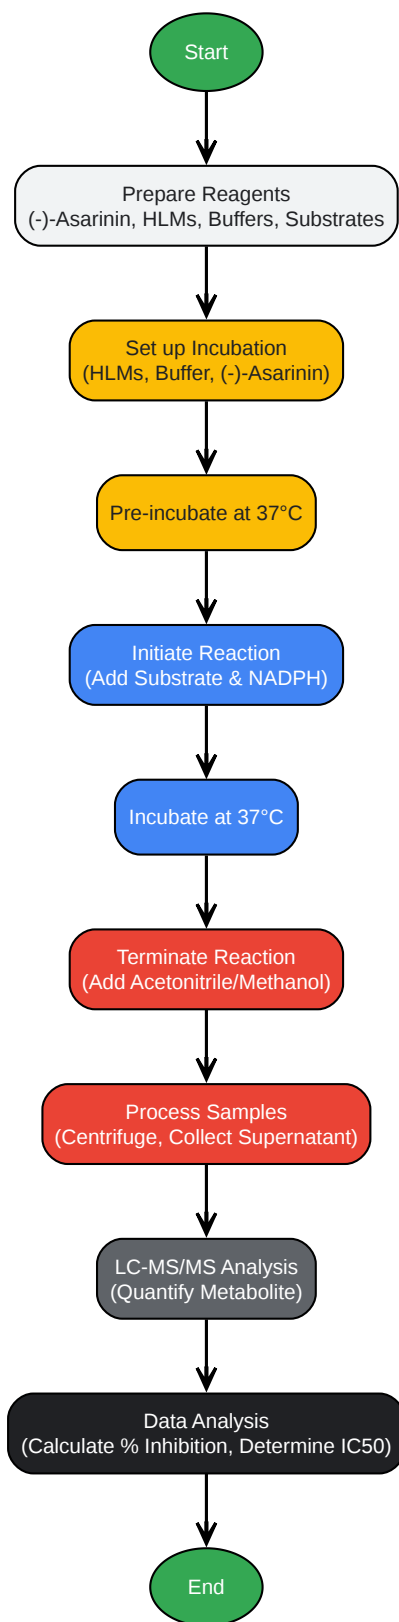 Start
Prepare Reagents
(-)-Asarinin, HLMs, Buffers, Substrates
Set up Incubation
(HLMs, Buffer, (-)-Asarinin)
Pre-incubate at 37°C
Initiate Reaction
(Add Substrate & NADPH)
Incubate at 37°C
Terminate Reaction
(Add Acetonitrile/Methanol)
Process Samples
(Centrifuge, Collect Supernatant)
LC-MS/MS Analysis
(Quantify Metabolite)
Data Analysis
(Calculate % Inhibition, Determine IC50)
End